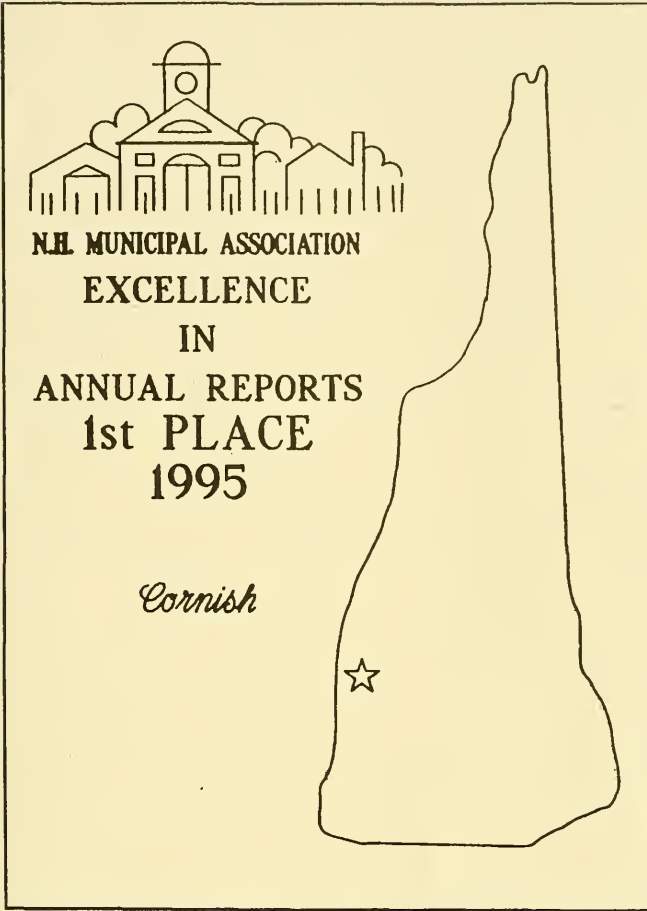 N.H. MUNICIPAL ASSOCIATION
EXCELLENCE
IN
ANNUAL REPORTS
1st PLACE
1995
Cornish